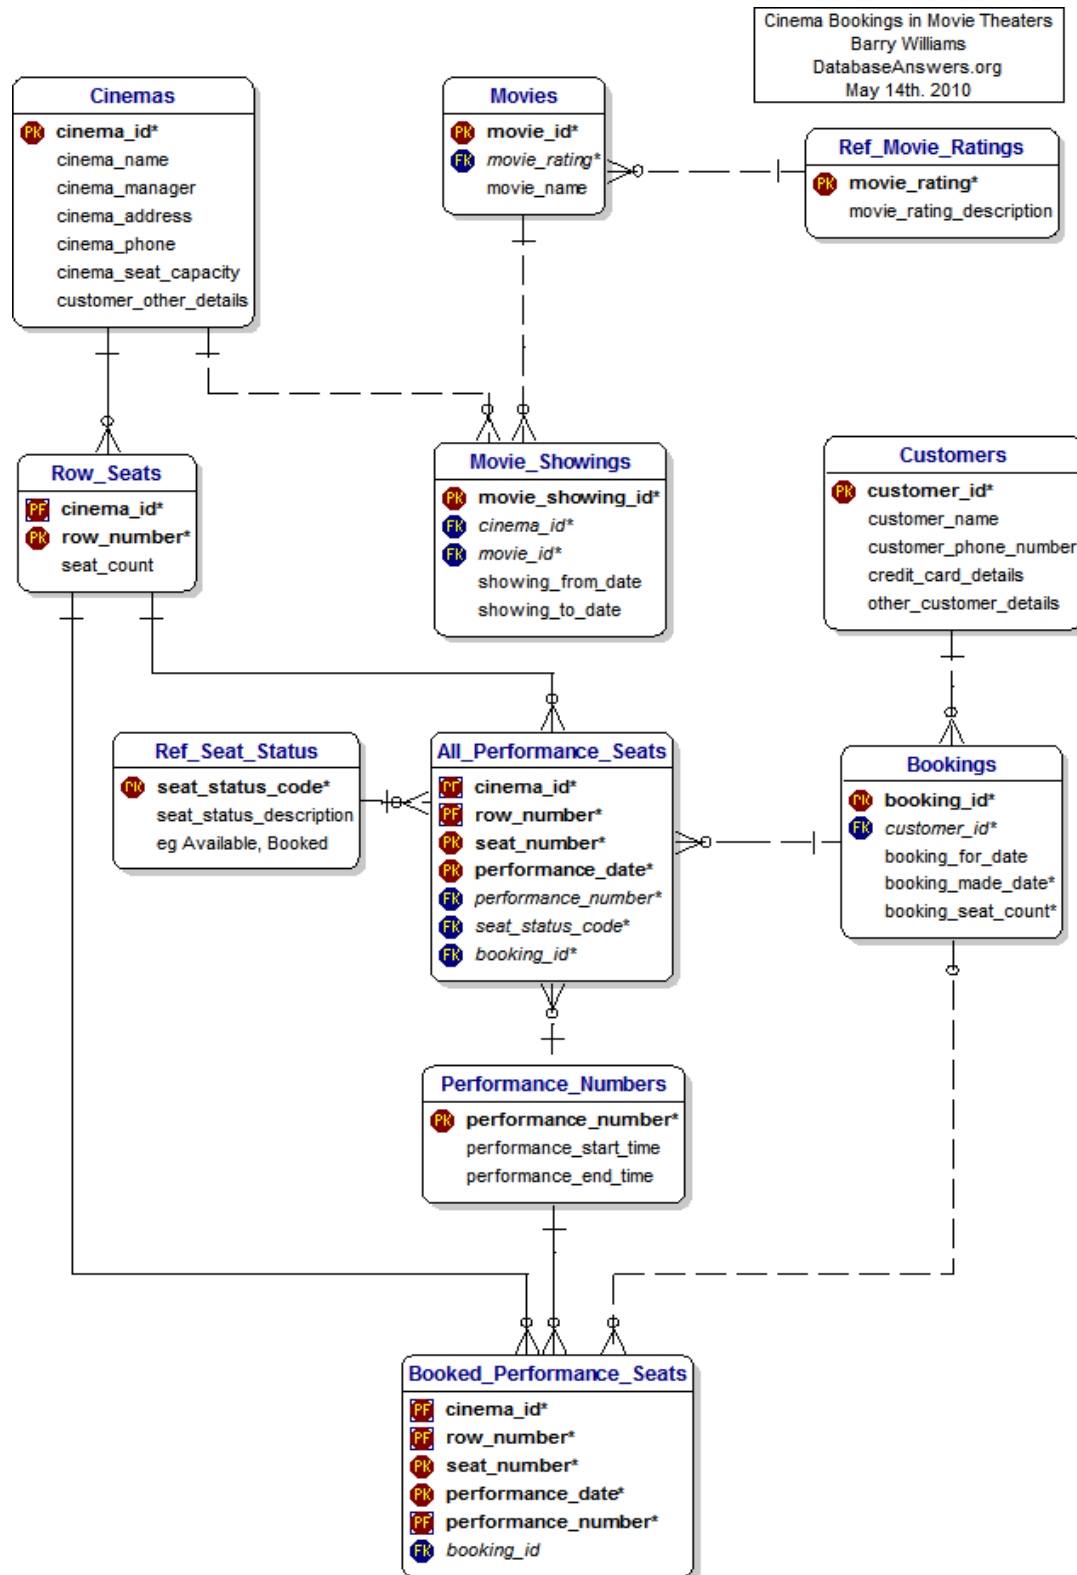 Cinema Bookings in Movie Theaters
Barry Williams
DatabaseAnswers.org
May 14th. 2010
Cinemas
PK cinema_id*
cinema_name
cinema_manager
cinema_address
cinema_phone
cinema_seat_capacity
customer_other_details
Movies
PK movie_id*
FK movie_rating*
movie_name
Ref_Movie_Ratings
PK movie_rating*
movie_rating_description
Row_Seats
PF cinema_id*
PK row_number*
seat_count
Movie_Showings
PK movie_showing_id*
FK cinema_id*
FK movie_id*
showing_from_date
showing_to_date
Customers
PK customer_id*
customer_name
customer_phone_number
credit_card_details
other_customer_details
Ref_Seat_Status
PK seat_status_code*
seat_status_description
eg Available, Booked
All_Performance_Seats
PF cinema_id*
PF row_number*
PK seat_number*
PK performance_date*
FK performance_number*
FK seat_status_code*
FK booking_id*
Bookings
PK booking_id*
FK customer_id*
booking_for_date
booking_made_date*
booking_seat_count*
Performance_Numbers
PK performance_number*
performance_start_time
performance_end_time
Booked_Performance_Seats
PF cinema_id*
PF row_number*
PK seat_number*
PK performance_date*
PF performance_number*
FK booking_id